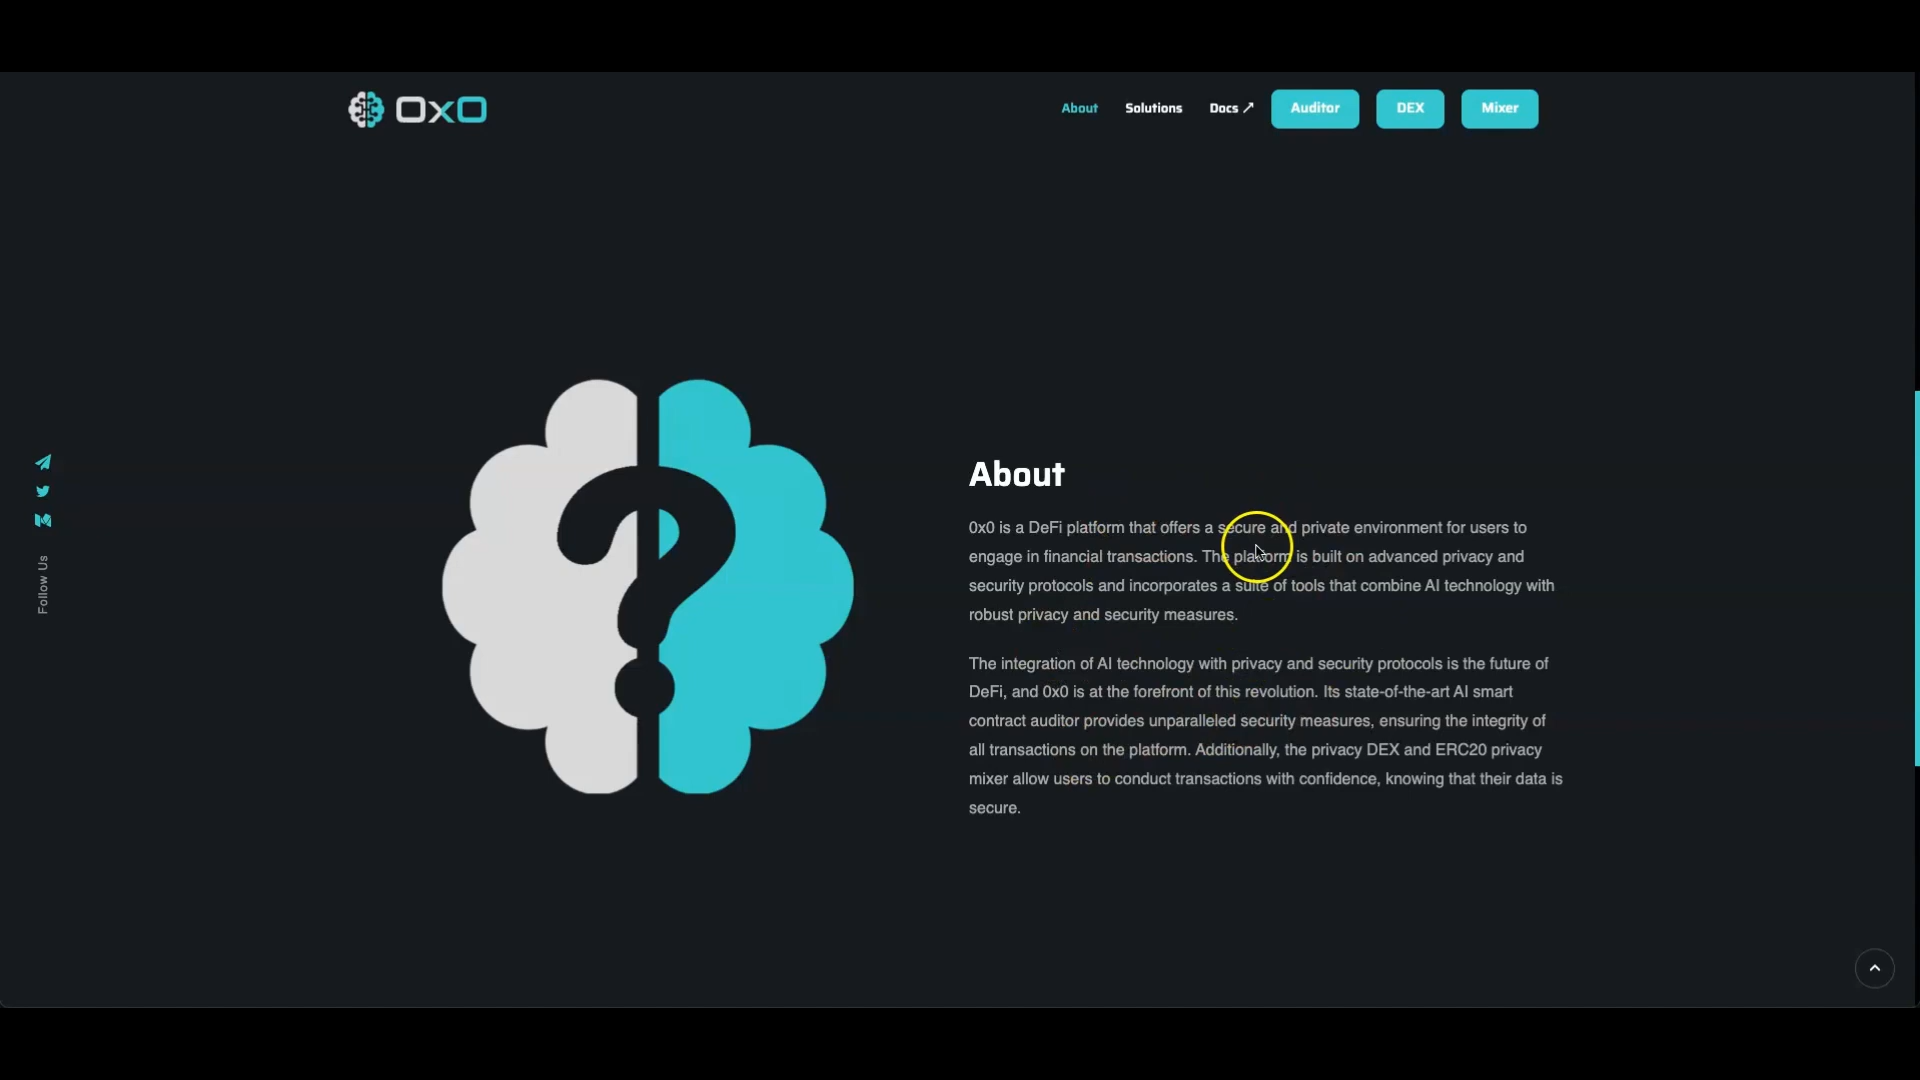 0x0
About
Solutions
Docs ↗
Auditor
DEX
Mixer
Follow Us
About
0x0 is a DeFi platform that offers a secure and private environment for users to
engage in financial transactions. The platform is built on advanced privacy and
security protocols and incorporates a suite of tools that combine AI technology with
robust privacy and security measures.
The integration of AI technology with privacy and security protocols is the future of
DeFi, and 0x0 is at the forefront of this revolution. Its state-of-the-art AI smart
contract auditor provides unparalleled security measures, ensuring the integrity of
all transactions on the platform. Additionally, the privacy DEX and ERC20 privacy
mixer allow users to conduct transactions with confidence, knowing that their data is
secure.